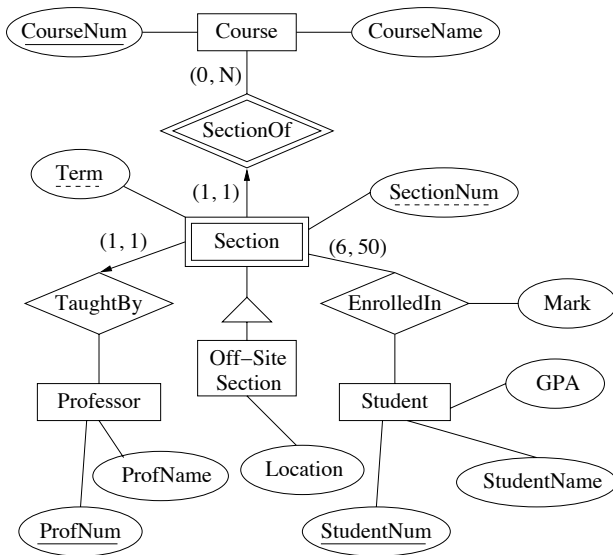 CourseNum
Course
CourseName
(0, N)
SectionOf
Term
(1, 1)
SectionNum
(1, 1)
Section
(6, 50)
TaughtBy
EnrolledIn
Mark
Off–Site
Section
Professor
Student
GPA
ProfName
Location
StudentName
ProfNum
StudentNum